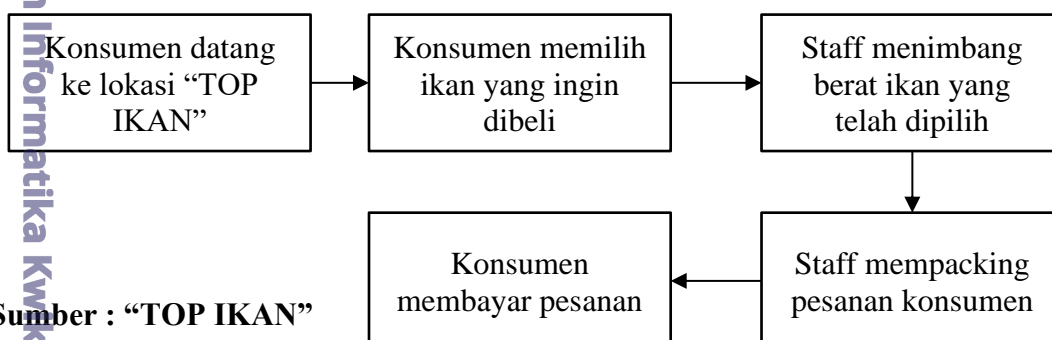 Konsumen datang
ke lokasi “TOP
IKAN”
Konsumen memilih
ikan yang ingin
dibeli
Staff menimbang
berat ikan yang
telah dipilih
Staff mempacking
pesanan konsumen
Konsumen
membayar pesanan
Sumber : “TOP IKAN”
Informatika